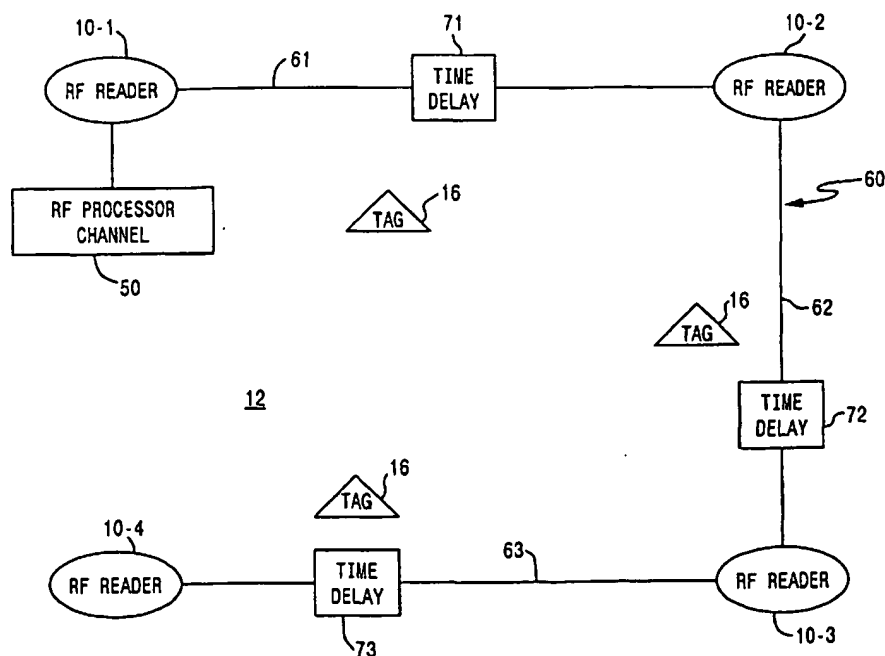 10-1
61
71
10-2
RF READER
TIME
DELAY
RF READER
60
RF PROCESSOR
CHANNEL
50
16
TAG
16
TAG
62
12
TIME
DELAY
72
16
TAG
10-4
RF READER
TIME
DELAY
73
63
RF READER
10-3